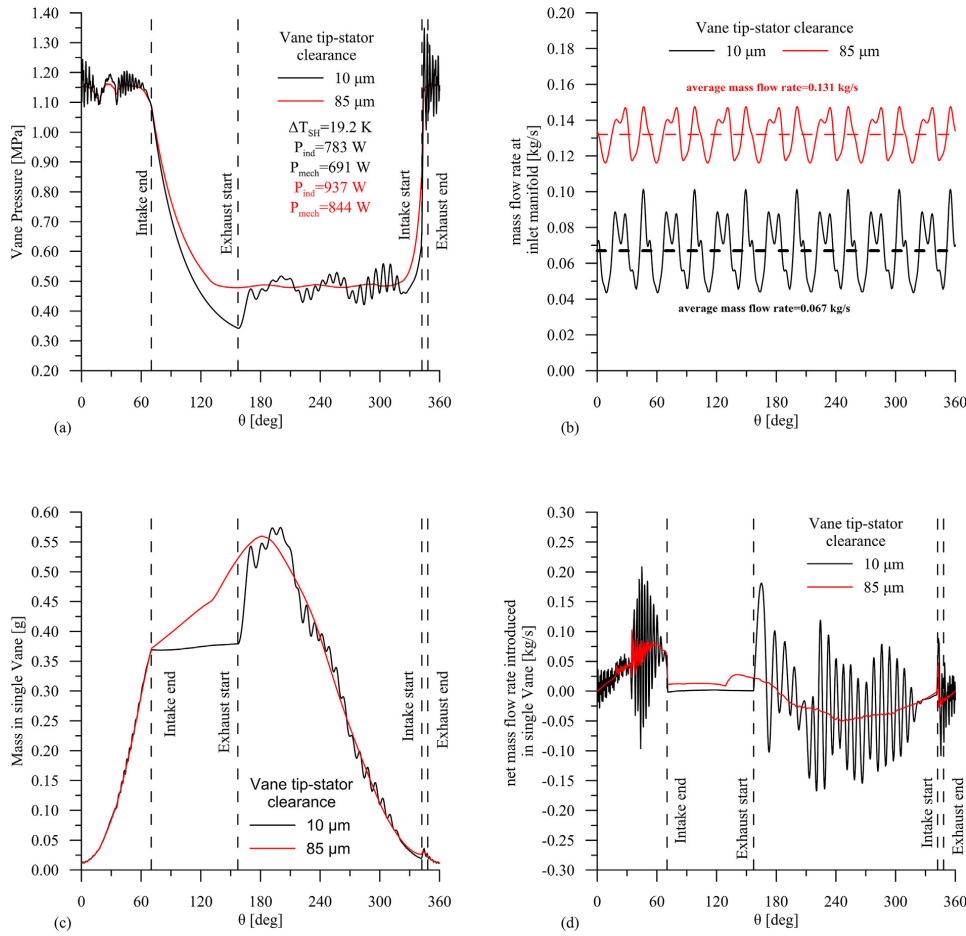 1.40
1.30
1.20
1.10
1.00
0.90
0.80
0.70
0.60
0.50
0.40
0.30
0.20
Vane Pressure [MPa]
Vane tip-stator
clearance
10 µm
85 µm
ΔT_SH=19.2 K
P_ind=783 W
P_mech=691 W
P_ind=937 W
P_mech=844 W
Intake end
Exhaust start
Intake start
Exhaust end
0 60 120 180 240 300 360
θ [deg]
(a)
0.20
0.18
0.16
0.14
0.12
0.10
0.08
0.06
0.04
0.02
0.00
mass flow rate at
inlet manifold [kg/s]
Vane tip-stator clearance
10 µm 85 µm
average mass flow rate=0.131 kg/s
average mass flow rate=0.067 kg/s
0 60 120 180 240 300 360
θ [deg]
(b)
0.60
0.55
0.50
0.45
0.40
0.35
0.30
0.25
0.20
0.15
0.10
0.05
0.00
Mass in single Vane [g]
Intake end
Exhaust start
Intake start
Exhaust end
Vane tip-stator
clearance
10 µm
85 µm
0 60 120 180 240 300 360
θ [deg]
(c)
0.30
0.25
0.20
0.15
0.10
0.05
0.00
-0.05
-0.10
-0.15
-0.20
-0.25
-0.30
net mass flow rate introduced
in single Vane [kg/s]
Vane tip-stator
clearance
10 µm
85 µm
Intake end
Exhaust start
Intake start
Exhaust end
0 60 120 180 240 300 360
θ [deg]
(d)